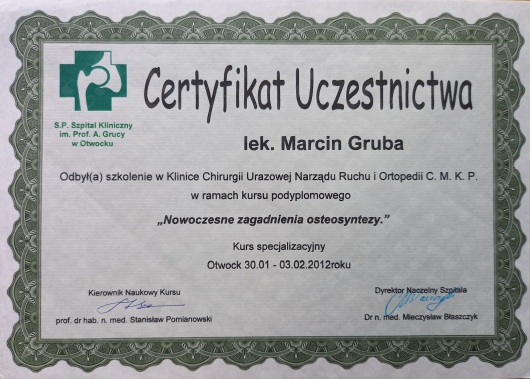 Certyfikat Uczestnictwa
S.P. Szpital Kliniczny
im. Prof. A. Grucy
w Otwocku
lek. Marcin Gruba
Odbył(a) szkolenie w Klinice Chirurgii Urazowej Narządu Ruchu i Ortopedii C. M. K. P.
w ramach kursu podyplomowego
„Nowoczesne zagadnienia osteosyntezy.”
Kurs specjalizacyjny
Otwock 30.01 - 03.02.2012roku
Kierownik Naukowy Kursu
prof. dr hab. n. med. Stanisław Pomianowski
Dyrektor Naczelny Szpitala
Dr n. med. Mieczysław Błaszczyk